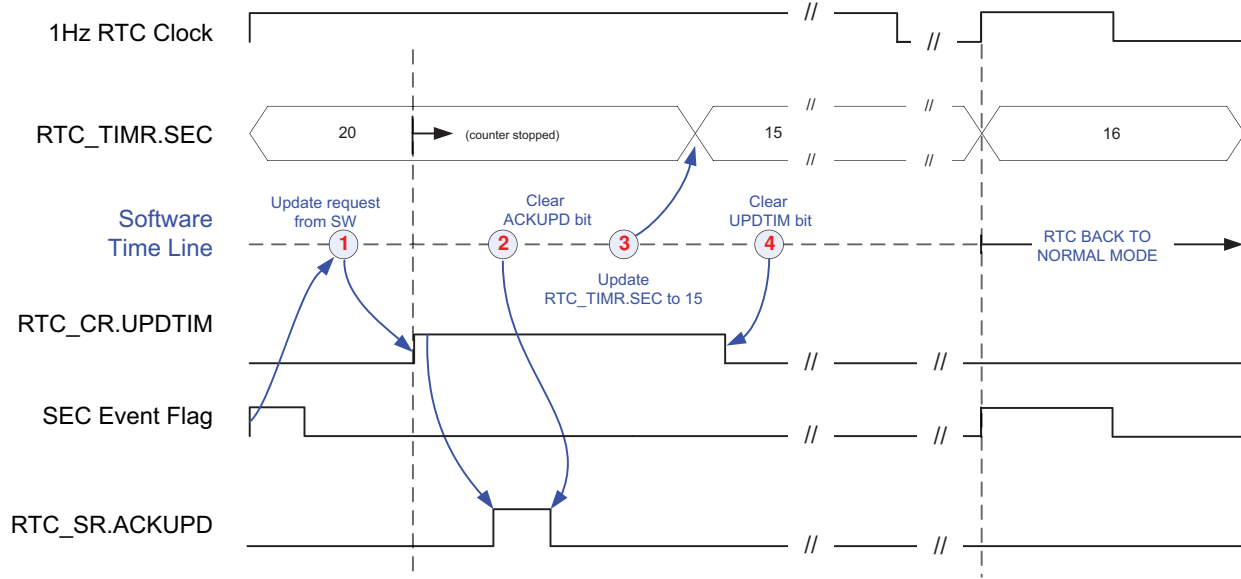 1Hz RTC Clock
//
//
RTC_TIMR.SEC
20
(counter stopped)
15
16
//
//
//
//
Software
Time Line
Update request
from SW
1
Clear
ACKUPD bit
2
3
Update
RTC_TIMR.SEC to 15
Clear
UPDTIM bit
4
RTC BACK TO
NORMAL MODE
RTC_CR.UPDTIM
//
//
SEC Event Flag
//
//
RTC_SR.ACKUPD
//
//